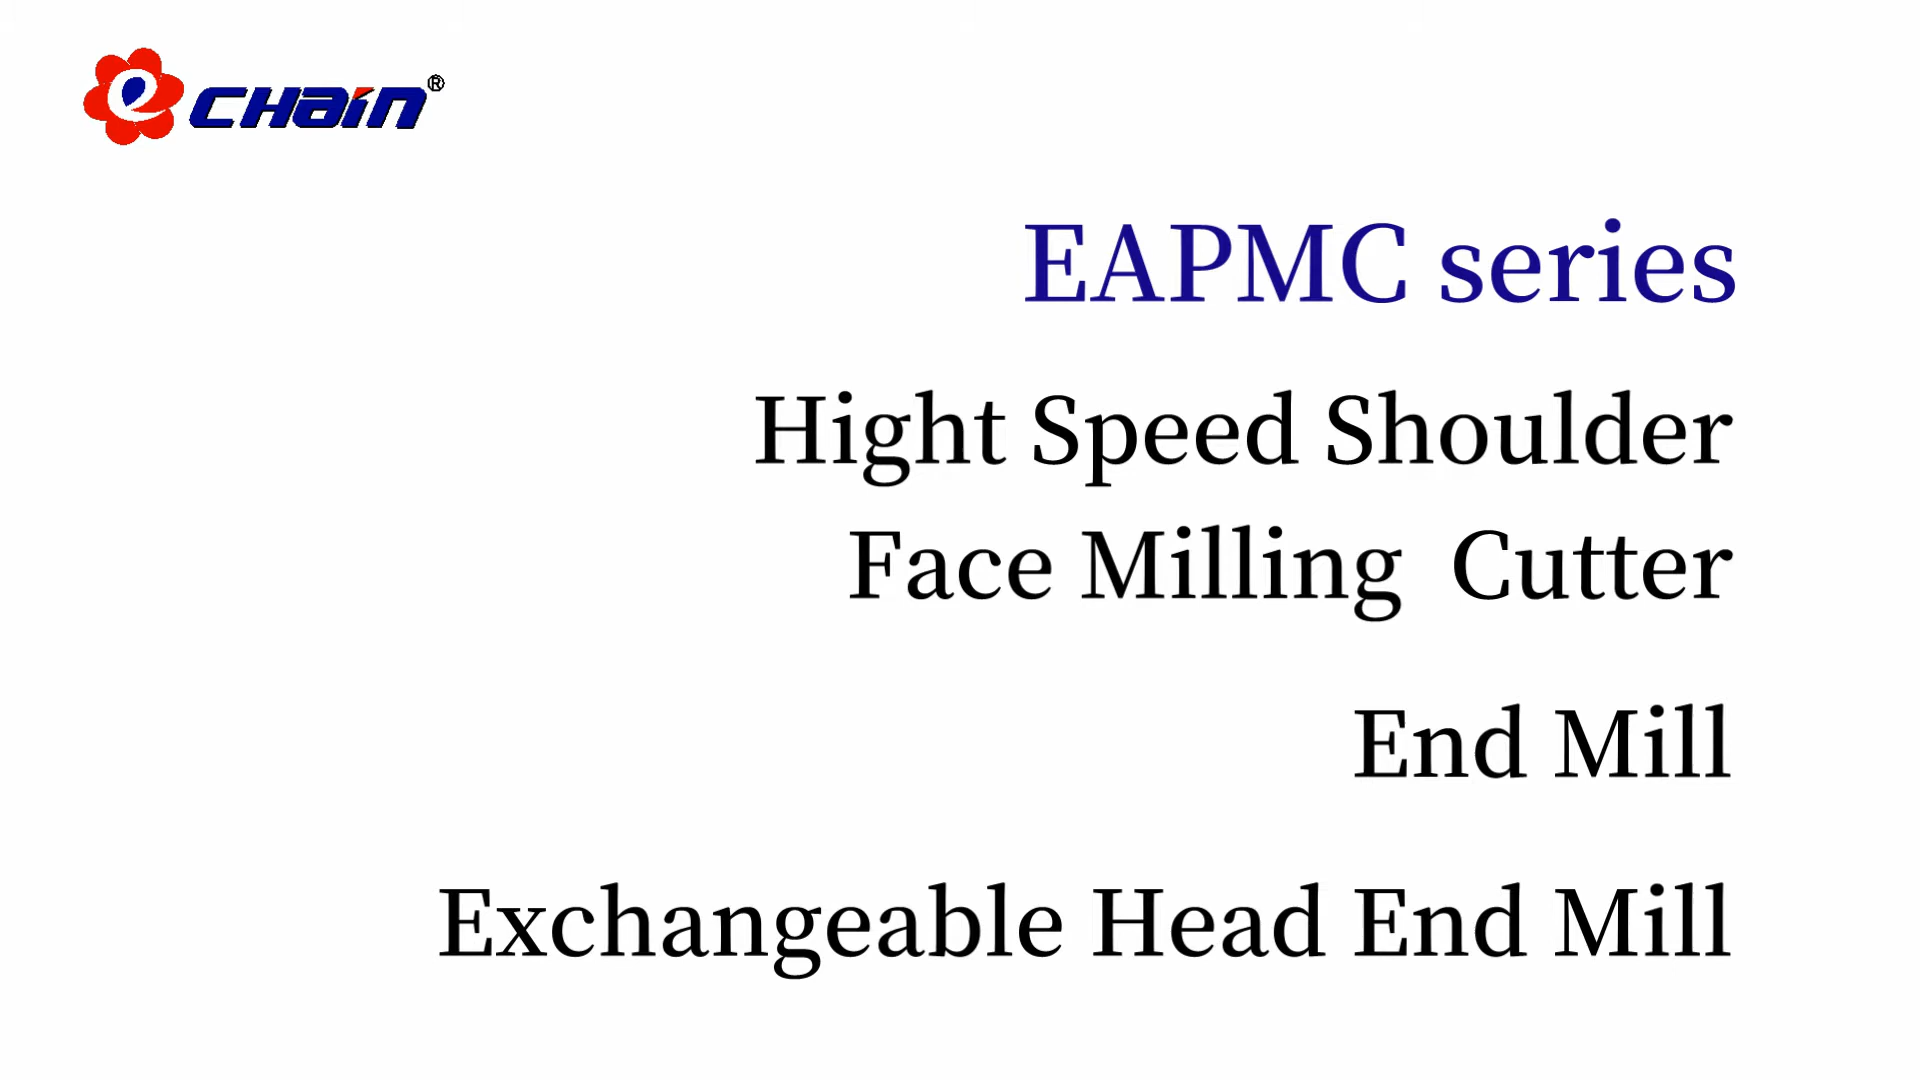 e CHain®
EAPMC series
Hight Speed Shoulder
Face Milling Cutter
End Mill
Exchangeable Head End Mill